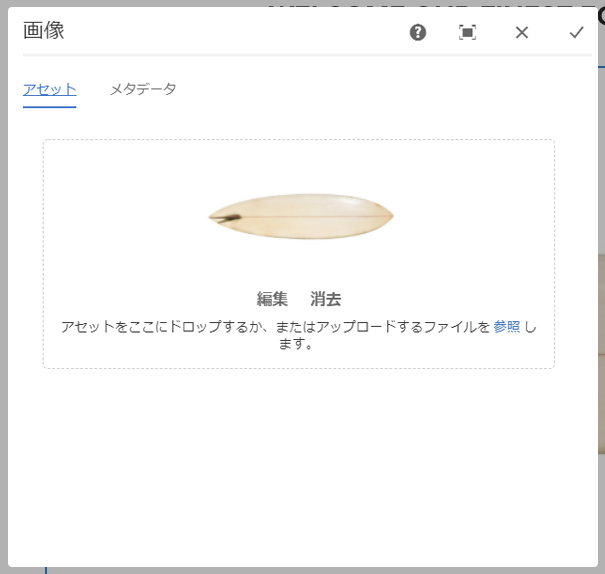 画像
アセット メタデータ
編集 消去
アセットをここにドロップするか、またはアップロードするファイルを 参照 し
ます。